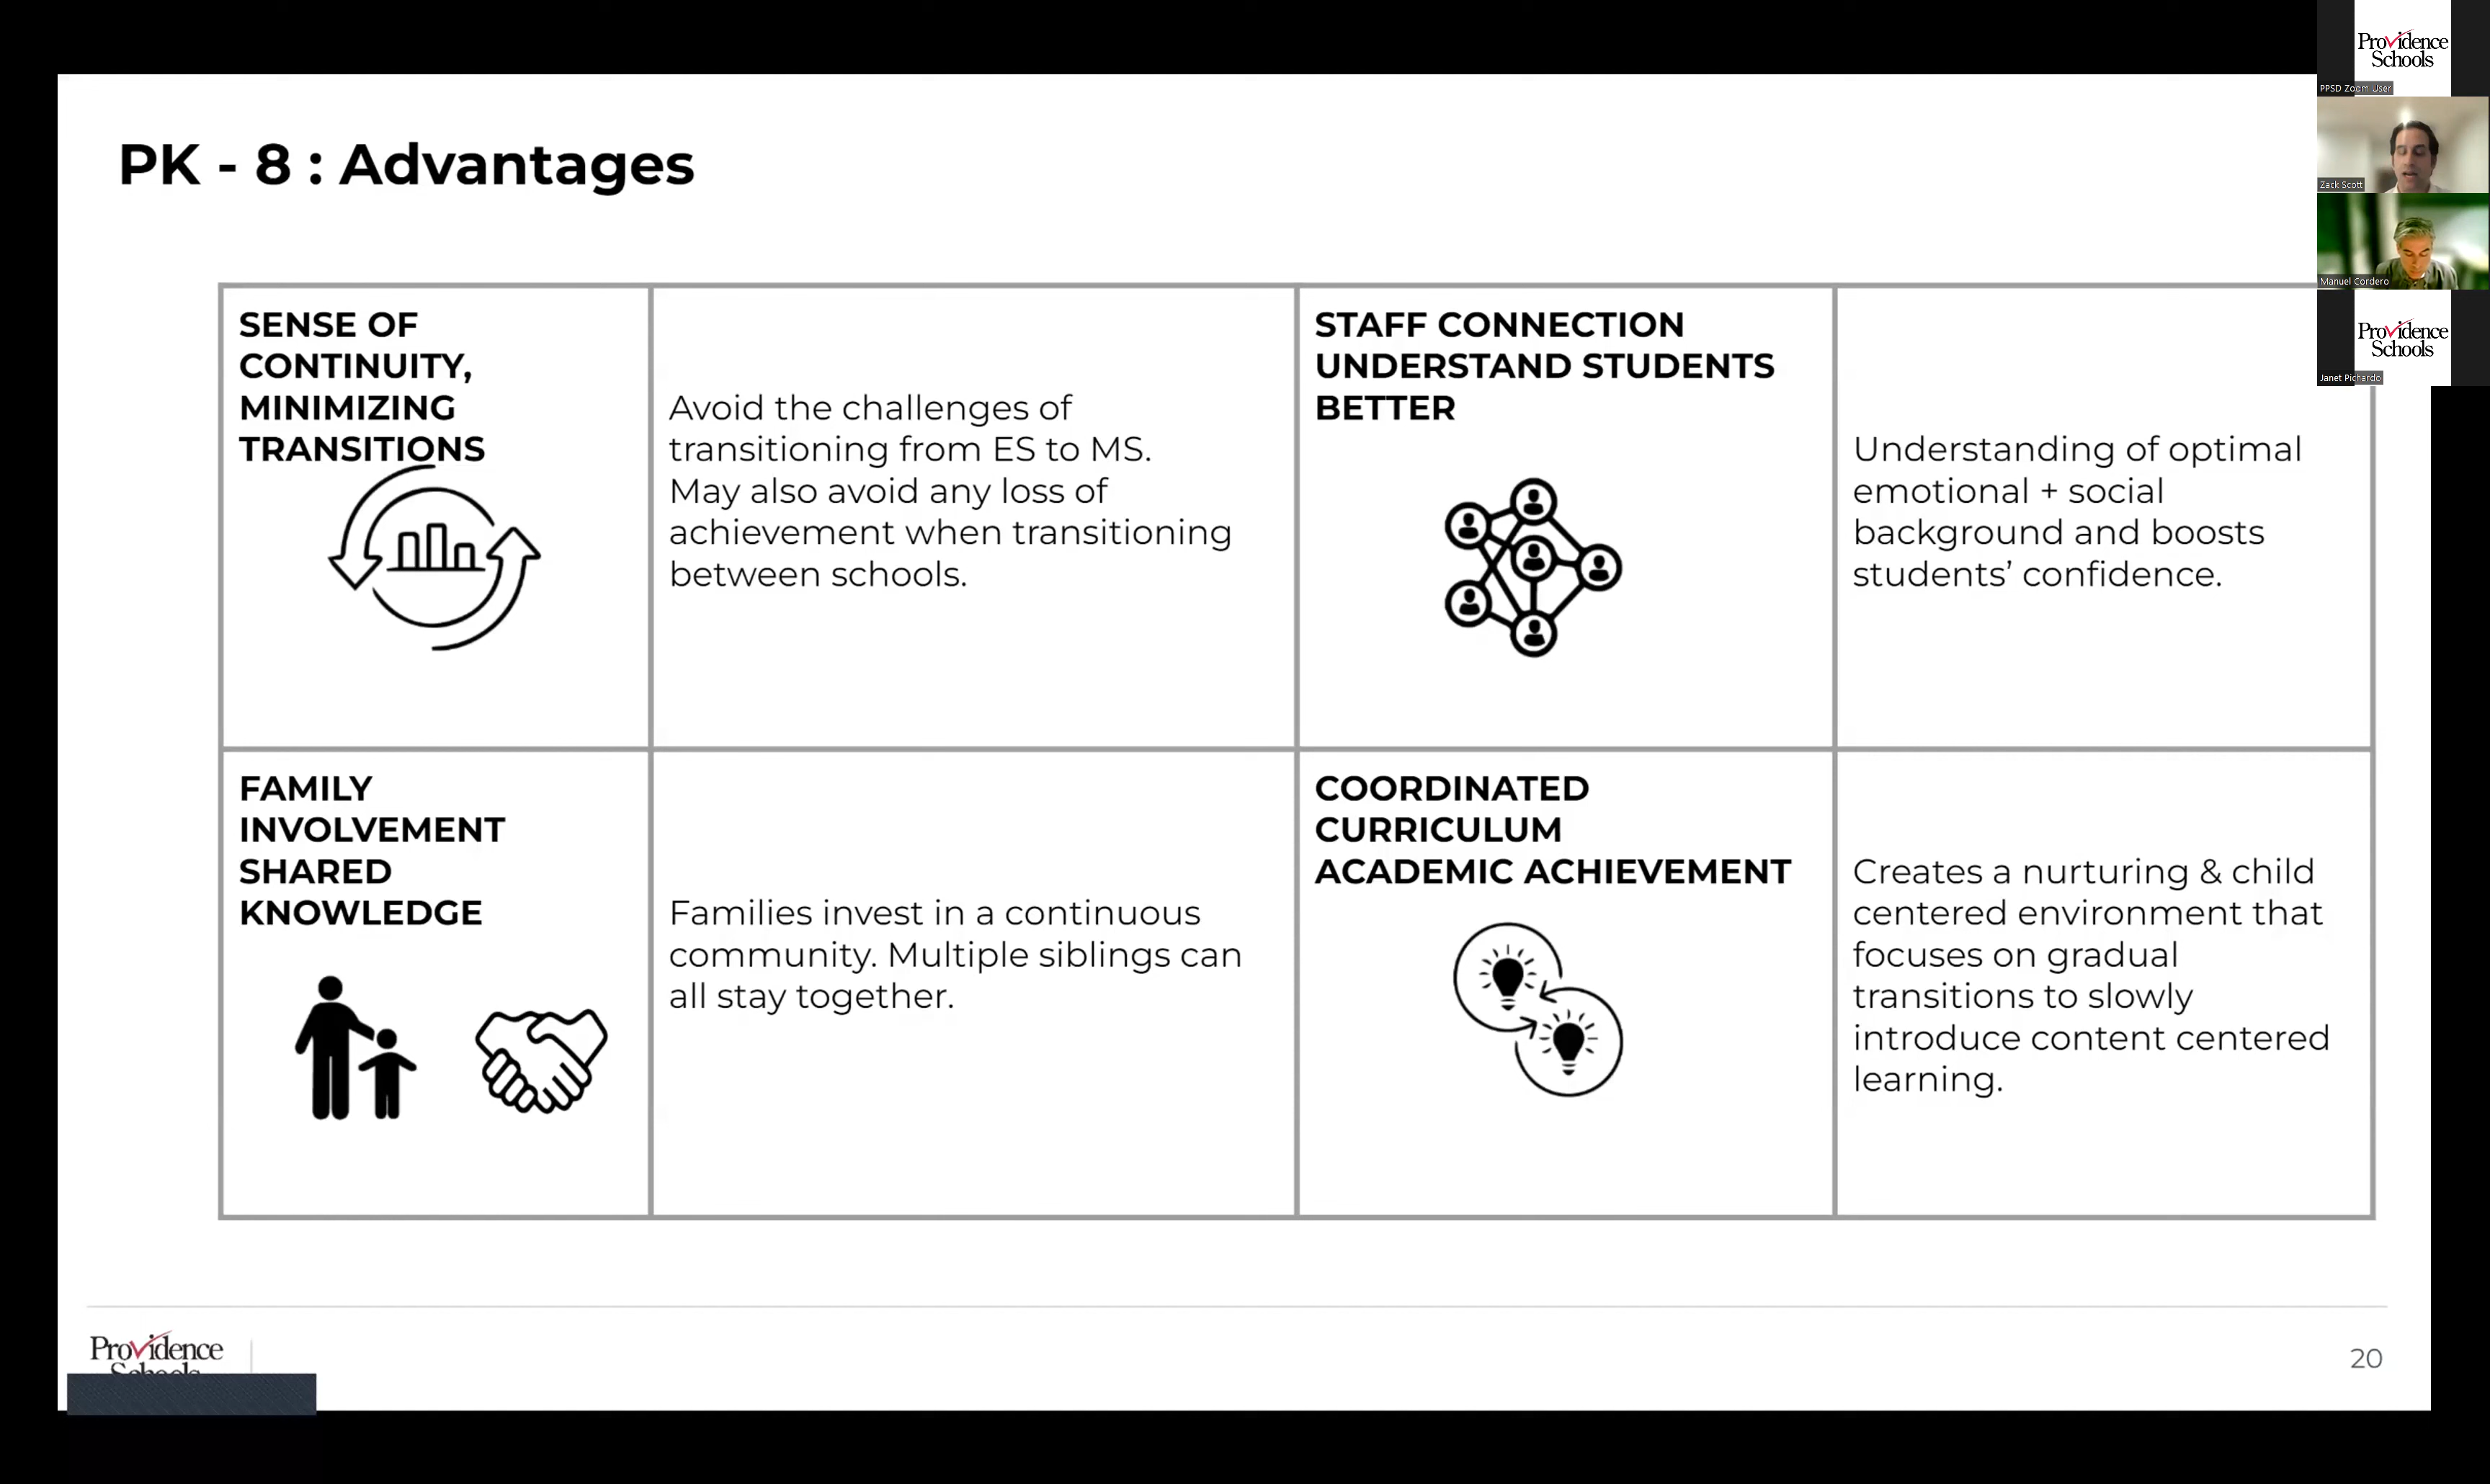 PK - 8 : Advantages
SENSE OF
CONTINUITY,
MINIMIZING
TRANSITIONS
Avoid the challenges of
transitioning from ES to MS.
May also avoid any loss of
achievement when transitioning
between schools.
STAFF CONNECTION
UNDERSTAND STUDENTS
BETTER
Understanding of optimal
emotional + social
background and boosts
students’ confidence.
FAMILY
INVOLVEMENT
SHARED
KNOWLEDGE
Families invest in a continuous
community. Multiple siblings can
all stay together.
COORDINATED
CURRICULUM
ACADEMIC ACHIEVEMENT
Creates a nurturing & child
centered environment that
focuses on gradual
transitions to slowly
introduce content centered
learning.
Providence
Schools
20
Providence
Schools
PPSD Zoom User
Zack Scott
Manuel Cordero
Providence
Schools
Janet Pichardo